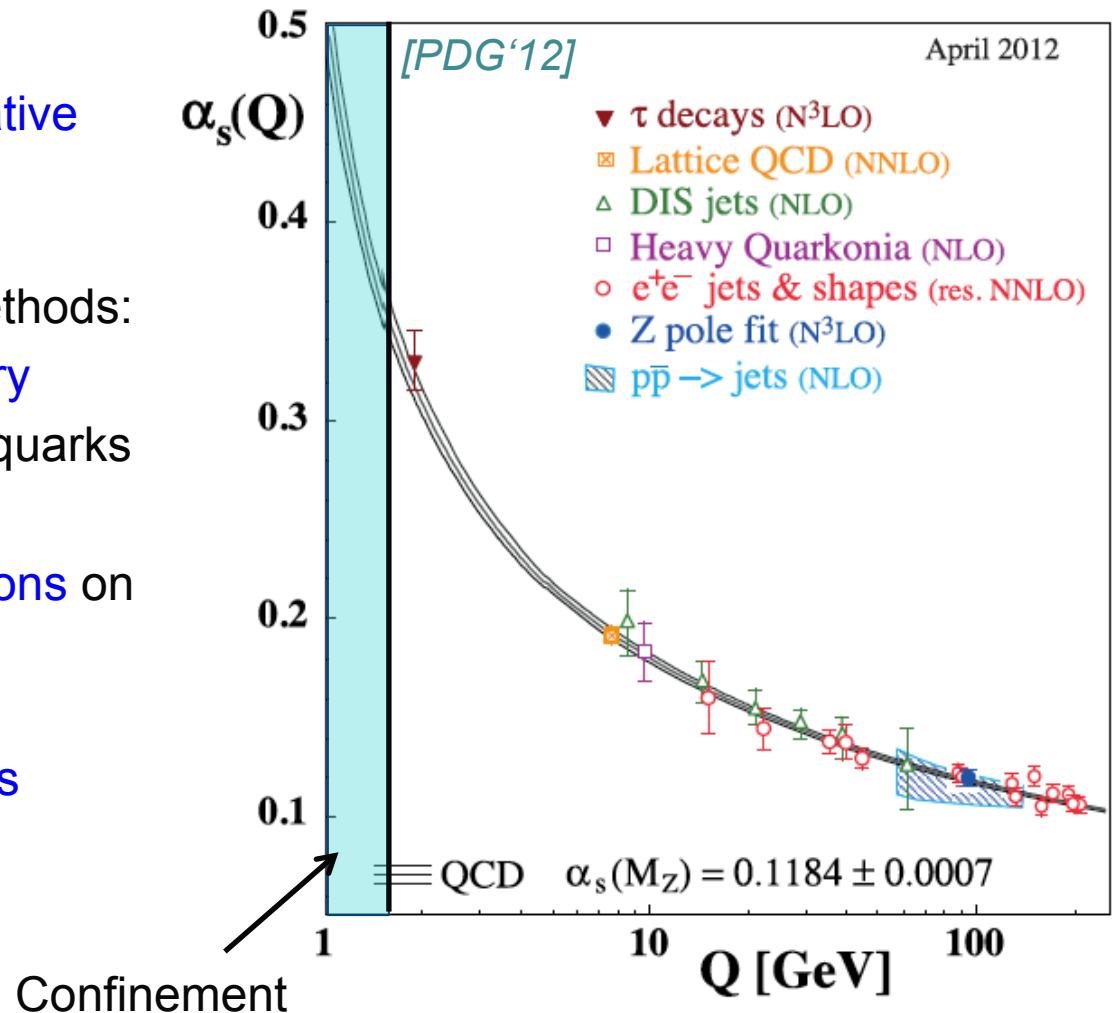 ative
ethods:
ry
quarks
ons on
s
[PDG‘12]
April 2012
αₛ(Q)
τ decays (N³LO)
Lattice QCD (NNLO)
DIS jets (NLO)
Heavy Quarkonia (NLO)
e⁺e⁻ jets & shapes (res. NNLO)
Z pole fit (N³LO)
pp̅ –> jets (NLO)
0.5
0.4
0.3
0.2
0.1
QCD αₛ(M_Z) = 0.1184 ± 0.0007
1 10 100
Q [GeV]
Confinement